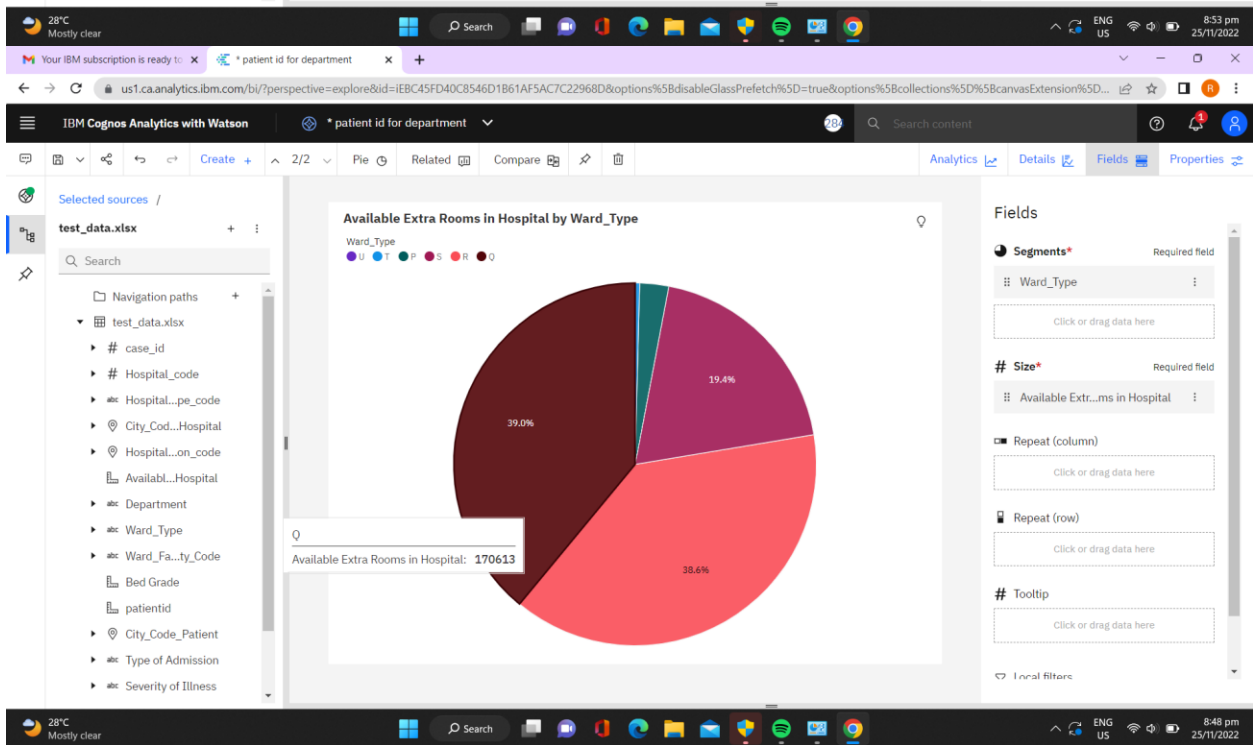 28°C
Mostly clear
Search
ENG
US
8:53 pm
25/11/2022
Your IBM subscription is ready to
* patient id for department
us1.ca.analytics.ibm.com/bi/?perspective=explore&id=iEBC45FD40C8546D1B61AF5AC7C22968D&options%5BdisableGlassPrefetch%5D=true&options%5Bcollections%5D%5BcanvasExtension%5D...
R
IBM Cognos Analytics with Watson
* patient id for department
284
Search content
1
Create +
2/2
Pie
Related
Compare
Analytics
Details
Fields
Properties
Selected sources /
test_data.xlsx
Search
Navigation paths +
test_data.xlsx
# case_id
# Hospital_code
abc Hospital...pe_code
City_Cod...Hospital
Hospital...on_code
Availabl...Hospital
abc Department
abc Ward_Type
abc Ward_Fa...ty_Code
Bed Grade
patientid
City_Code_Patient
abc Type of Admission
abc Severity of Illness
Available Extra Rooms in Hospital by Ward_Type
Ward_Type
U T P S R Q
19.4%
39.0%
38.6%
Q
Available Extra Rooms in Hospital: 170613
Fields
Segments* Required field
Ward_Type
Click or drag data here
# Size* Required field
Available Extr...ms in Hospital
Repeat (column)
Click or drag data here
Repeat (row)
Click or drag data here
# Tooltip
Click or drag data here
Local filters
28°C
Mostly clear
Search
ENG
US
8:48 pm
25/11/2022